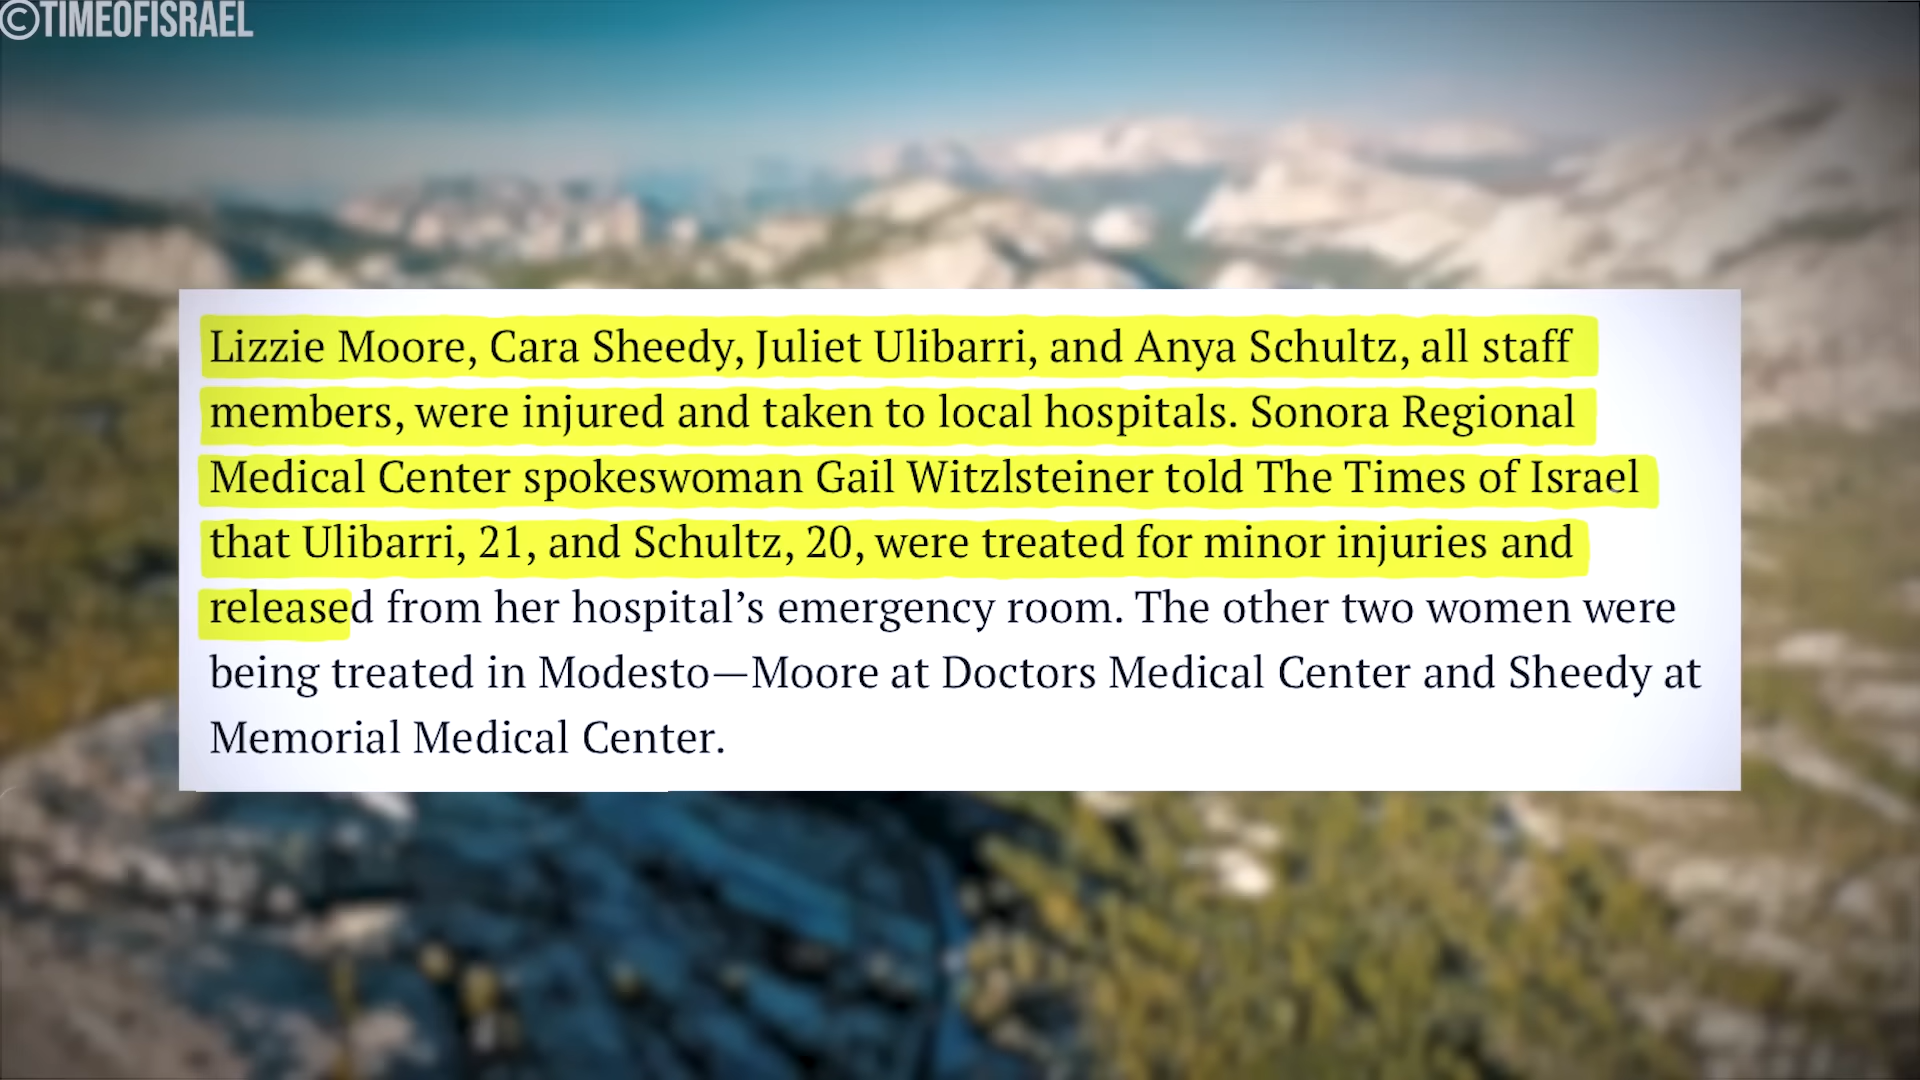 ©TIMEOFISRAEL
Lizzie Moore, Cara Sheedy, Juliet Ulibarri, and Anya Schultz, all staff
members, were injured and taken to local hospitals. Sonora Regional
Medical Center spokeswoman Gail Witzlsteiner told The Times of Israel
that Ulibarri, 21, and Schultz, 20, were treated for minor injuries and
released from her hospital’s emergency room. The other two women were
being treated in Modesto—Moore at Doctors Medical Center and Sheedy at
Memorial Medical Center.